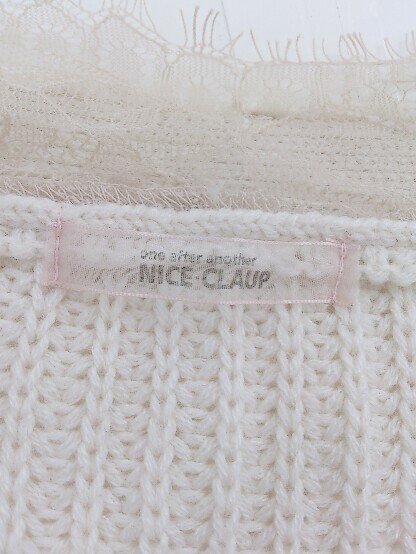 one after another
NICE CLAUP